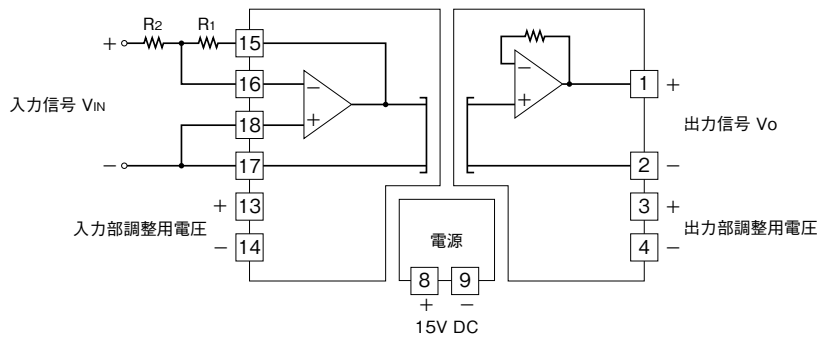 R2 R1
+ 15
16 −
入力信号 VIN
18 +
− 17
+ 13
入力部調整用電圧
− 14
−
+
1 +
出力信号 Vo
2 −
3 +
出力部調整用電圧
4 −
電源
8 9
+ −
15V DC